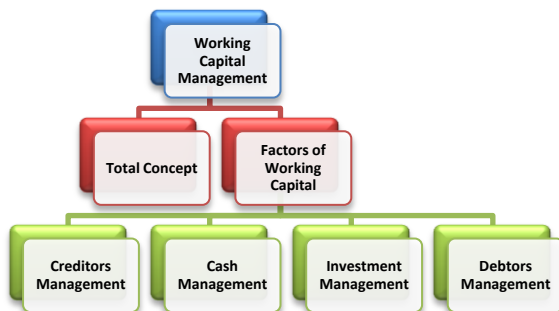 Working
Capital
Management
Total Concept
Factors of
Working
Capital
Creditors
Management
Cash
Management
Investment
Management
Debtors
Management